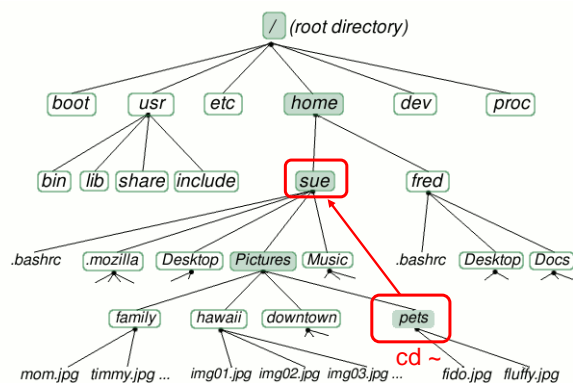 / (root directory)
boot usr etc home dev proc
bin lib share include sue fred
.bashrc .mozilla Desktop Pictures Music .bashrc Desktop Docs
family hawaii downtown pets
cd ~
mom.jpg timmy.jpg ... img01.jpg img02.jpg img03.jpg ... fido.jpg fluffy.jpg